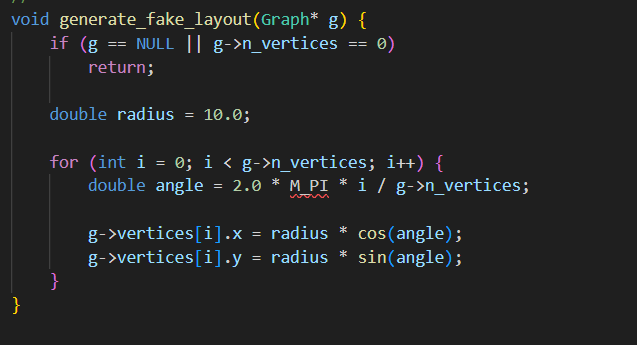 void generate_fake_layout(Graph* g) {
    if (g == NULL || g->n_vertices == 0)
        return;

    double radius = 10.0;

    for (int i = 0; i < g->n_vertices; i++) {
        double angle = 2.0 * M_PI * i / g->n_vertices;

        g->vertices[i].x = radius * cos(angle);
        g->vertices[i].y = radius * sin(angle);
    }
}